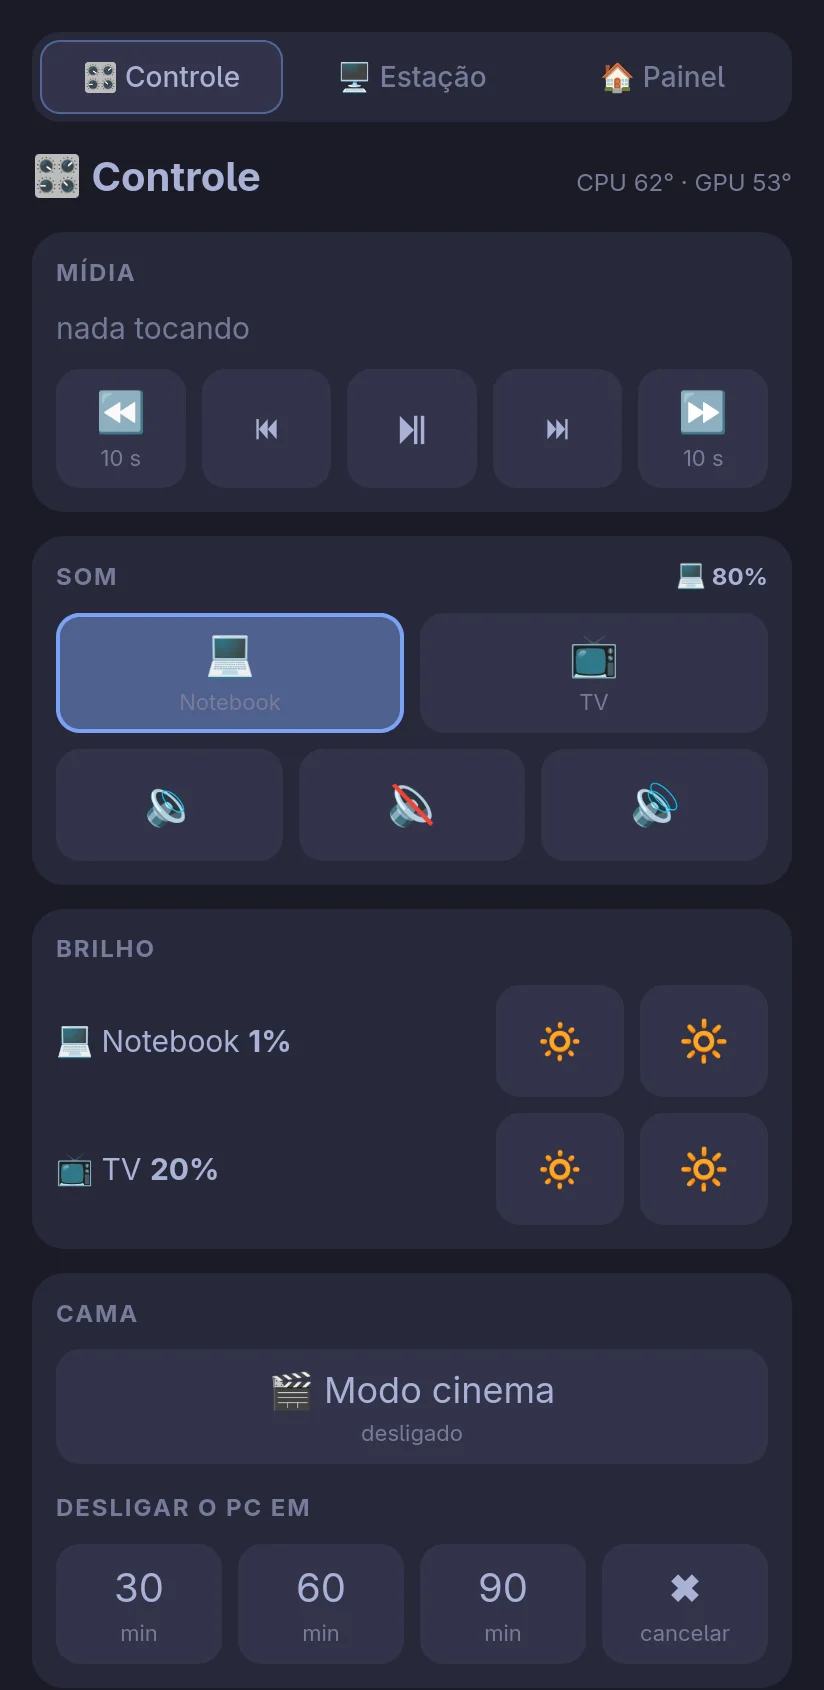 Controle
Estação
Painel
Controle
CPU 62° · GPU 53°
MÍDIA
nada tocando
10 s
10 s
SOM
80%
Notebook
TV
BRILHO
Notebook 1%
TV 20%
CAMA
Modo cinema
desligado
DESLIGAR O PC EM
30
60
90
✖
min
min
min
cancelar